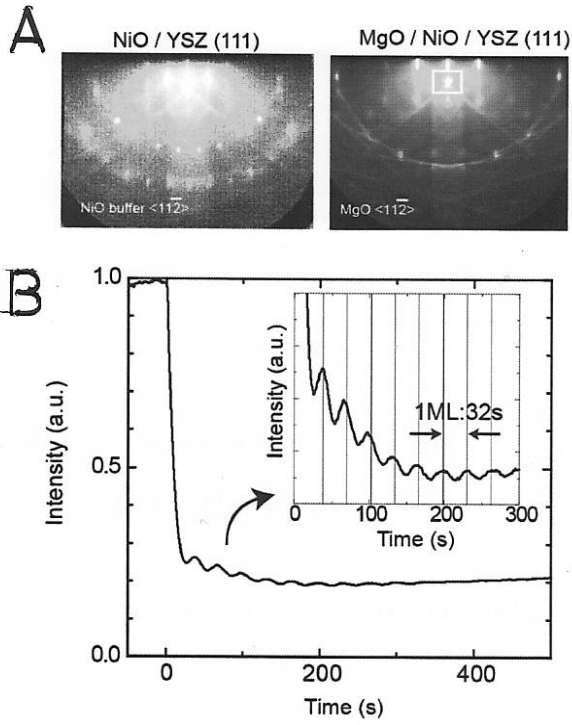 A
NiO / YSZ (111)
MgO / NiO / YSZ (111)
NiO buffer <112̅>
MgO <112̅>
B
1.0
0.5
0.0
Intensity (a.u.)
0
200
400
Time (s)
Intensity (a.u.)
1ML:32s
0
100
200
300
Time (s)